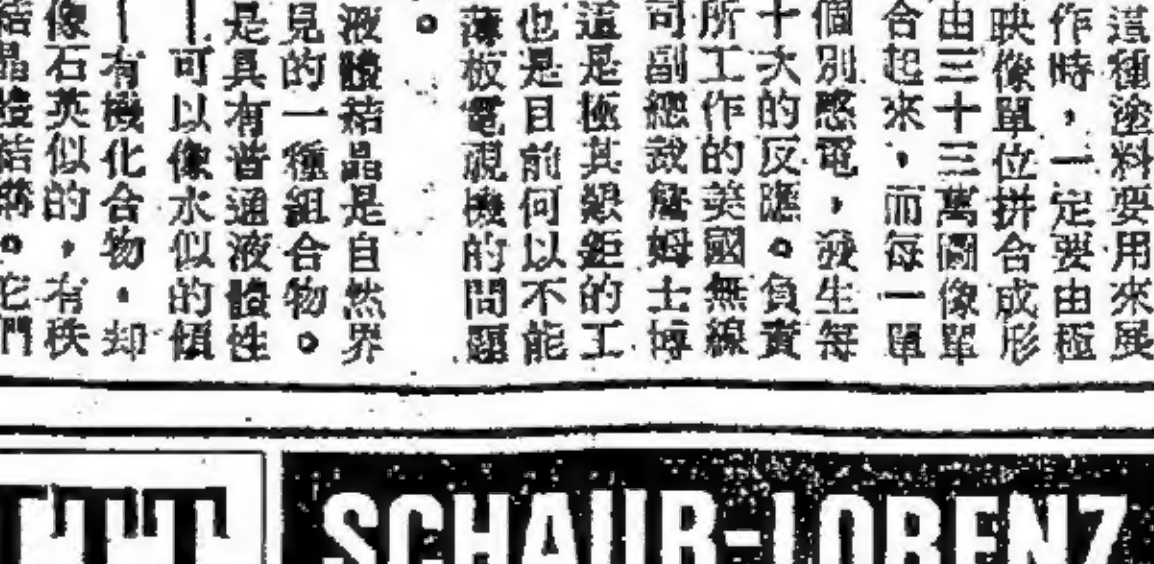 這種塗料要用來展
作時,一定要由極
映像單位拼合成形
由三十三萬圖像單
合起來,而每一單
個別感電,發生每
十次的反應。負責
所工作的美國無線
司副總裁詹姆士博
這是極其艱鉅的工
也是目前何以不能
薄板電視機的問題
。
液體結晶是自然界
見的一種組合物。
是具有普通液體性
—可以像水似的傾
—有機化合物,却
像石英似的,有秩
結晶體結構。它們
ITT
SCHAUB-LORENZ